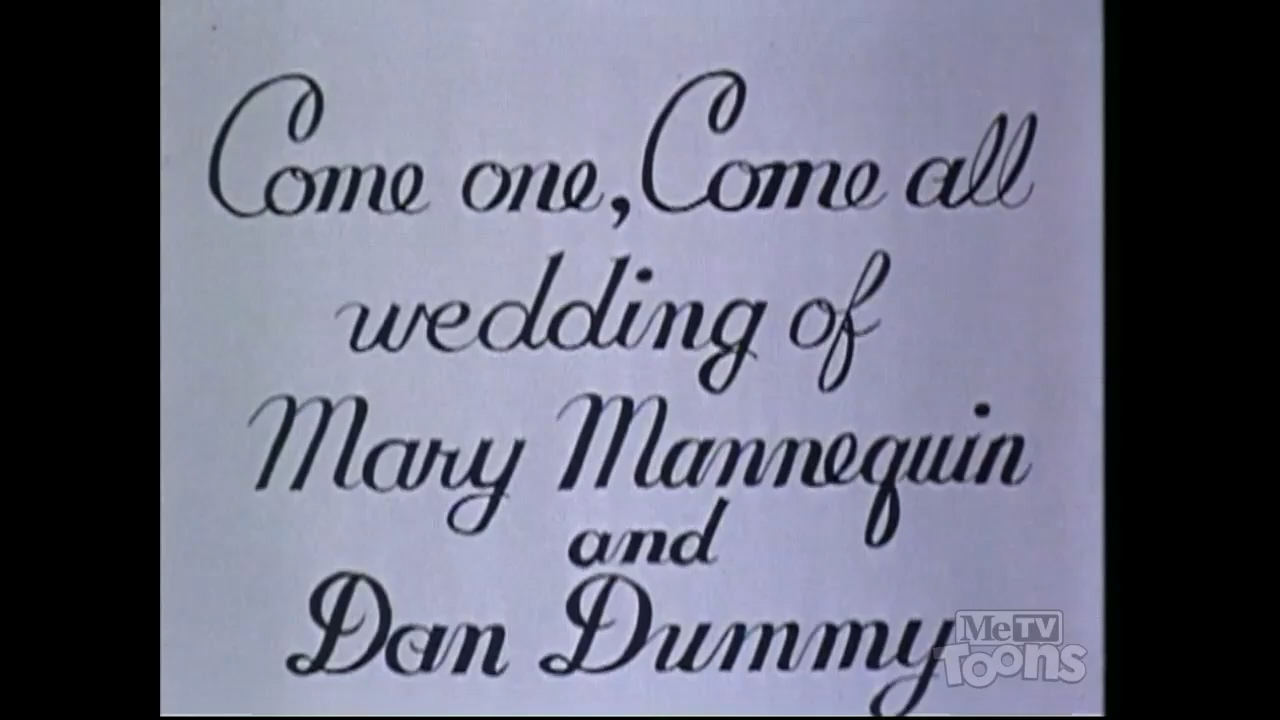 Come one, Come all
wedding of
Mary Mannequin
and
Dan Dummy
MeTV
Toons